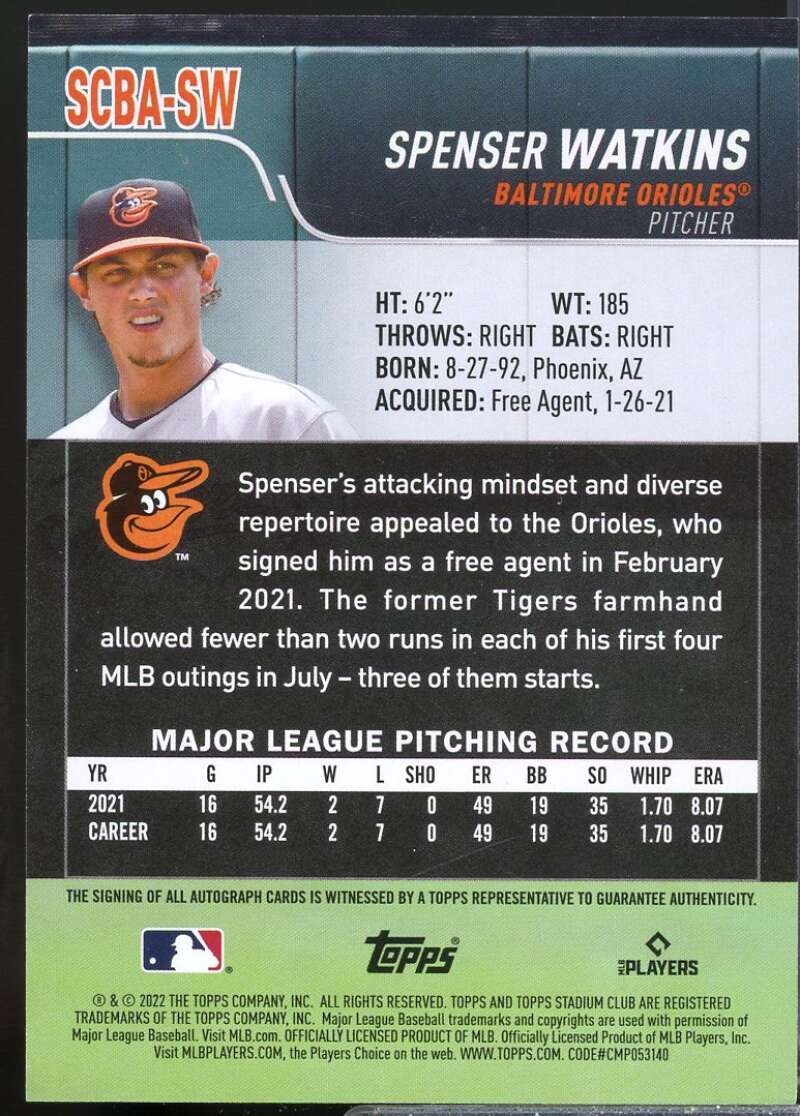 SCBA-SW
SPENSER WATKINS
BALTIMORE ORIOLES®
PITCHER
HT: 6'2" WT: 185
THROWS: RIGHT BATS: RIGHT
BORN: 8-27-92, Phoenix, AZ
ACQUIRED: Free Agent, 1-26-21
Spenser's attacking mindset and diverse
repertoire appealed to the Orioles, who
signed him as a free agent in February
2021. The former Tigers farmhand
allowed fewer than two runs in each of his first four
MLB outings in July – three of them starts.
TM
MAJOR LEAGUE PITCHING RECORD
YR G IP W L SHO ER BB SO WHIP ERA
2021 16 54.2 2 7 0 49 19 35 1.70 8.07
CAREER 16 54.2 2 7 0 49 19 35 1.70 8.07
THE SIGNING OF ALL AUTOGRAPH CARDS IS WITNESSED BY A TOPPS REPRESENTATIVE TO GUARANTEE AUTHENTICITY.
® topps® MLB PLAYERS
® & © 2022 THE TOPPS COMPANY, INC. ALL RIGHTS RESERVED. TOPPS AND TOPPS STADIUM CLUB ARE REGISTERED
TRADEMARKS OF THE TOPPS COMPANY, INC. Major League Baseball trademarks and copyrights are used with permission of
Major League Baseball. Visit MLB.com. OFFICIALLY LICENSED PRODUCT OF MLB. Officially Licensed Product of MLB Players, Inc.
Visit MLBPLAYERS.COM, the Players Choice on the web. WWW.TOPPS.COM. CODE#CMP053140